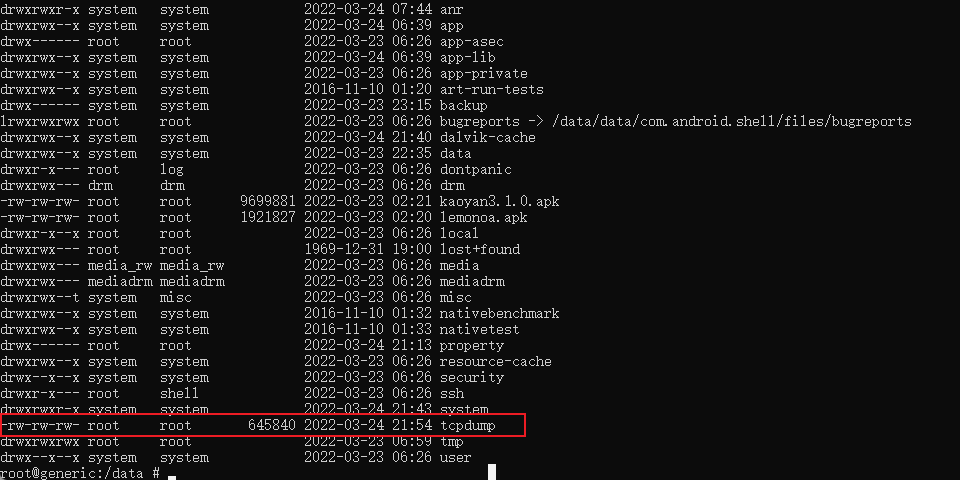 drwxrwxr-x system   system            2022-03-24 07:44 anr
drwxrwx--x system   system            2022-03-24 06:39 app
drwx------ root     root              2022-03-23 06:26 app-asec
drwxrwx--x system   system            2022-03-24 06:39 app-lib
drwxrwx--x system   system            2022-03-23 06:26 app-private
drwxrwx--x system   system            2016-11-10 01:20 art-run-tests
drwx------ system   system            2022-03-23 23:15 backup
lrwxrwxrwx root     root              2022-03-23 06:26 bugreports -> /data/data/com.android.shell/files/bugreports
drwxrwx--x system   system            2022-03-24 21:40 dalvik-cache
drwxrwx--x system   system            2022-03-23 22:35 data
drwxr-x--- root     log               2022-03-23 06:26 dontpanic
drwxrwx--- drm      drm               2022-03-23 06:26 drm
-rw-rw-rw- root     root      9699881 2022-03-23 02:21 kaoyan3.1.0.apk
-rw-rw-rw- root     root      1921827 2022-03-23 02:20 lemonoa.apk
drwxr-x--x root     root              2022-03-23 06:26 local
drwxrwx--- root     root              1969-12-31 19:00 lost+found
drwxrwx--- media_rw media_rw          2022-03-23 06:26 media
drwxrwx--- mediadrm mediadrm          2022-03-23 06:26 mediadrm
drwxrwx--t system   misc              2022-03-23 06:26 misc
drwxrwx--x system   system            2016-11-10 01:32 nativebenchmark
drwxrwx--x system   system            2016-11-10 01:33 nativetest
drwx------ root     root              2022-03-24 21:13 property
drwxrwx--x system   system            2022-03-23 06:26 resource-cache
drwx--x--x system   system            2022-03-23 06:26 security
drwxr-x--- root     shell             2022-03-23 06:26 ssh
drwxrwxr-x system   system            2022-03-24 21:43 system
-rw-rw-rw- root     root       645840 2022-03-24 21:54 tcpdump
drwxrwxrwx root     root              2022-03-23 06:59 tmp
drwx--x--x system   system            2022-03-23 06:26 user
root@generic:/data #